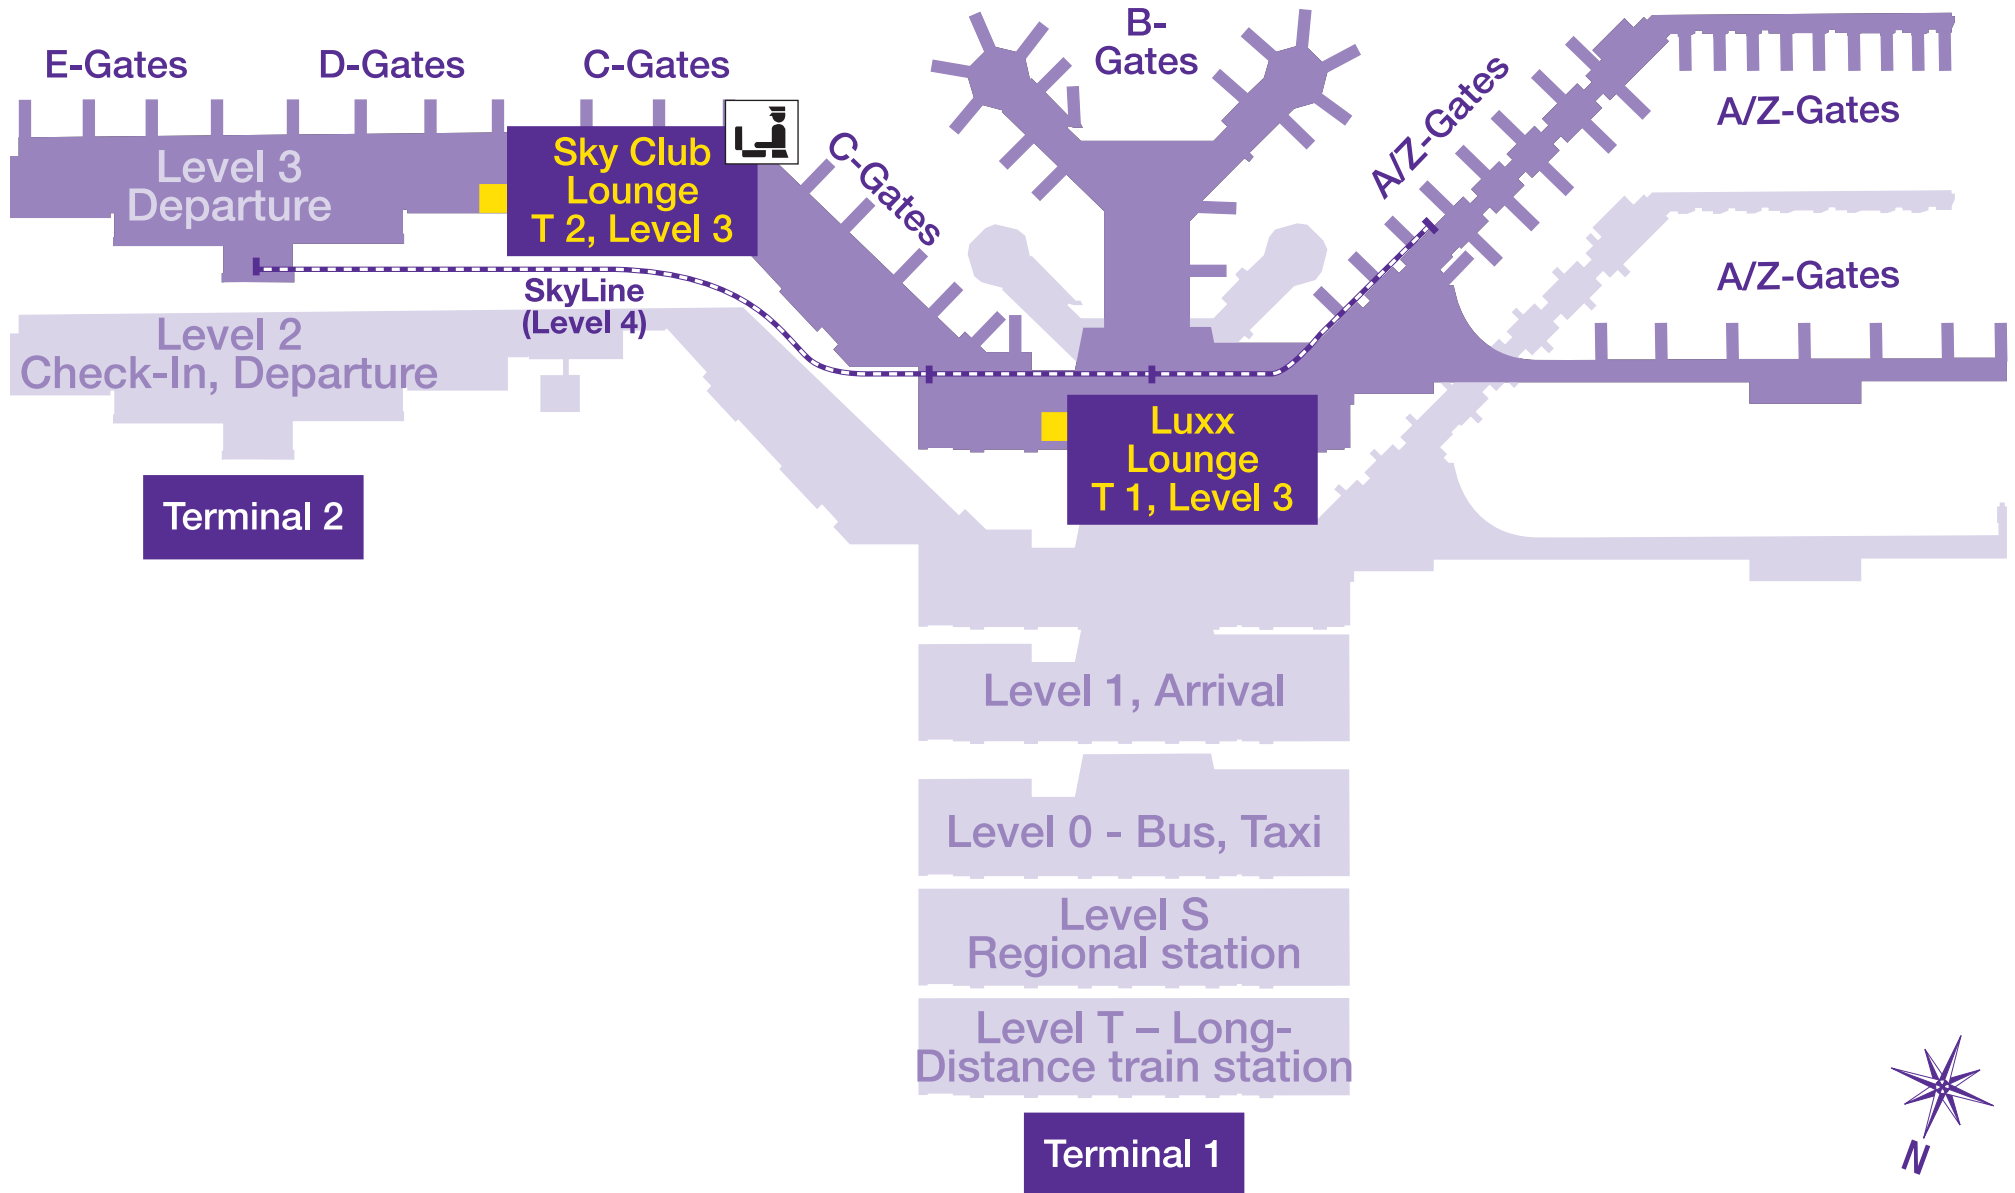 B-
Gates
E-Gates
D-Gates
C-Gates
A/Z-Gates
A/Z-Gates
C-Gates
Level 3
Departure
Sky Club
Lounge
T 2, Level 3
A/Z-Gates
SkyLine
(Level 4)
Level 2
Check-In, Departure
Luxx
Lounge
T 1, Level 3
Terminal 2
Level 1, Arrival
Level 0 - Bus, Taxi
Level S
Regional station
Level T – Long-
Distance train station
Terminal 1
N